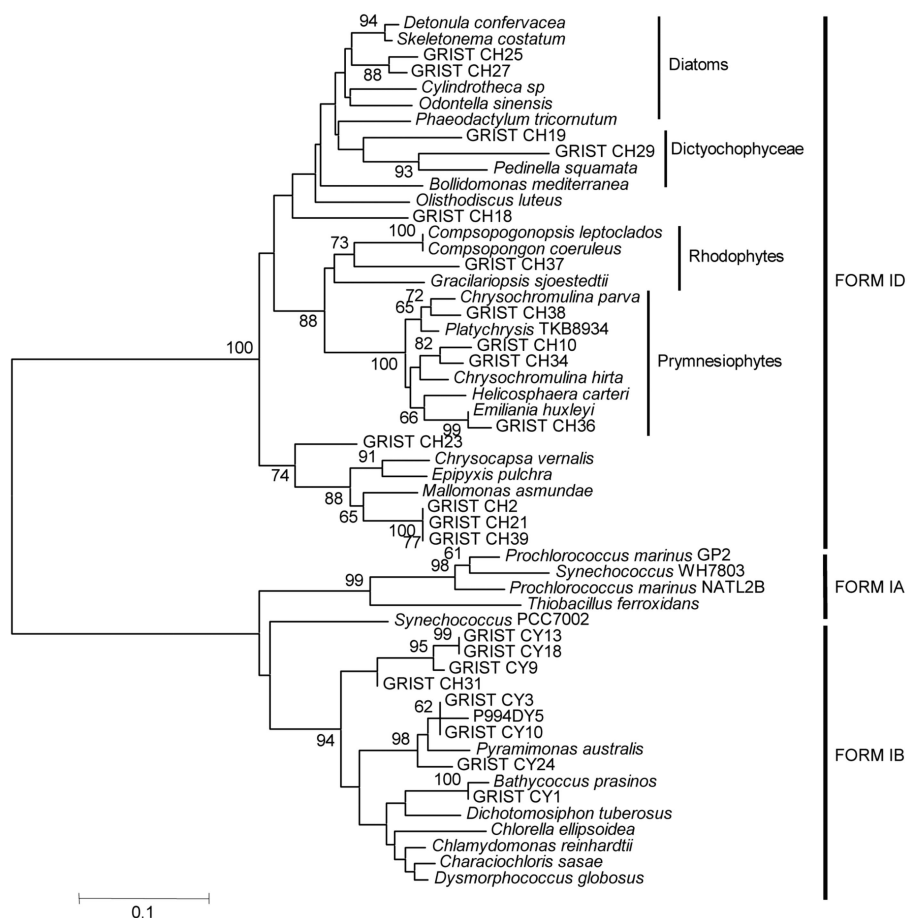 94
Detonula confervacea
Skeletonema costatum
GRIST CH25
88
GRIST CH27
Cylindrotheca sp
Odontella sinensis
Phaeodactylum tricornutum
Diatoms
GRIST CH19
GRIST CH29
93
Pedinella squamata
Dictyochophyceae
Bollidomonas mediterranea
Olisthodiscus luteus
GRIST CH18
100
Compsopogonopsis leptoclados
73
Compsopongon coeruleus
GRIST CH37
Rhodophytes
Gracilariopsis sjoestedtii
88
72
Chrysochromulina parva
65
GRIST CH38
Platychrysis TKB8934
82
GRIST CH10
100
GRIST CH34
Prymnesiophytes
Chrysochromulina hirta
Helicosphaera carteri
66
Emiliania huxleyi
99
GRIST CH36
100
FORM ID
GRIST CH23
74
91
Chrysocapsa vernalis
Epipyxis pulchra
88
Mallomonas asmundae
65
GRIST CH2
100
GRIST CH21
77
GRIST CH39
61
Prochlorococcus marinus GP2
98
Synechococcus WH7803
99
Prochlorococcus marinus NATL2B
FORM IA
Thiobacillus ferroxidans
Synechococcus PCC7002
99
GRIST CY13
95
GRIST CY18
GRIST CY9
GRIST CH31
94
GRIST CY3
62
P994DY5
GRIST CY10
98
Pyramimonas australis
FORM IB
GRIST CY24
100
Bathycoccus prasinos
GRIST CY1
Dichotomosiphon tuberosus
Chlorella ellipsoidea
Chlamydomonas reinhardtii
Characiochloris sasae
Dysmorphococcus globosus
0.1